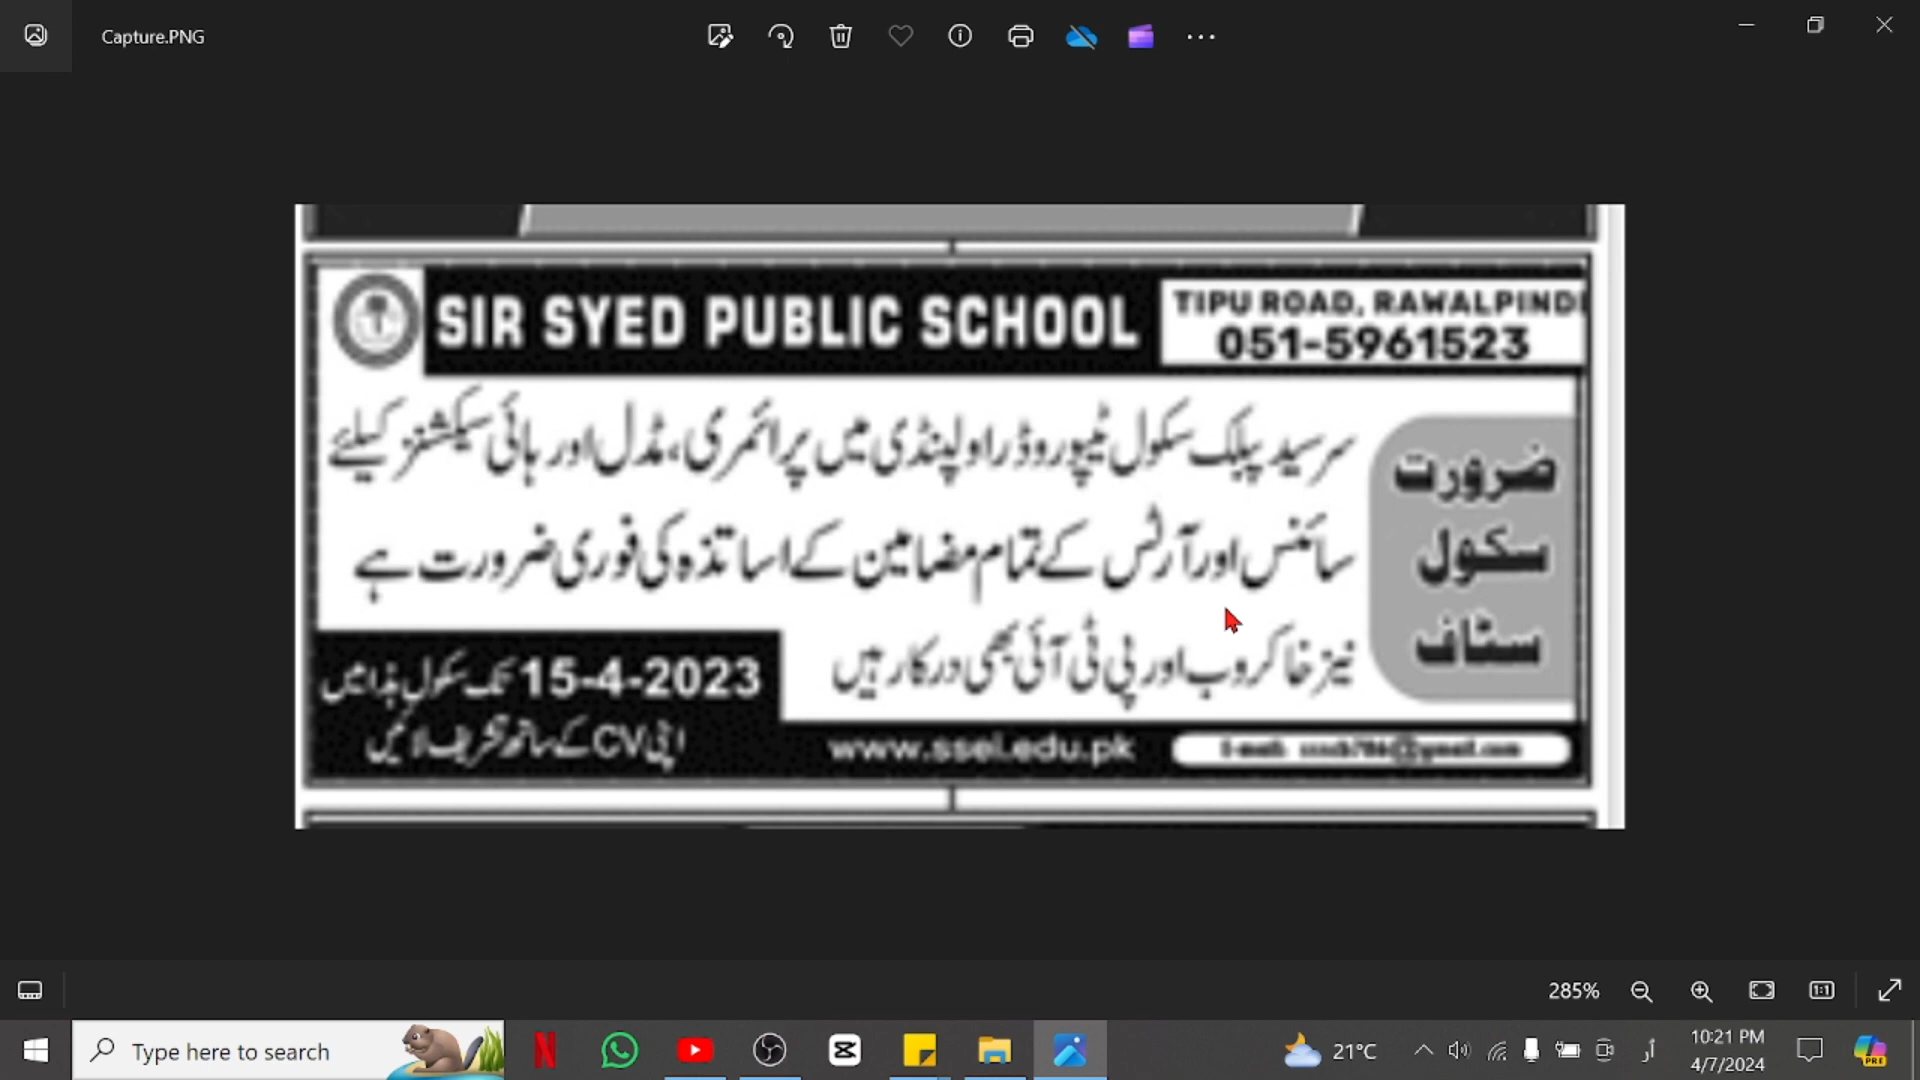 Capture.PNG
SIR SYED PUBLIC SCHOOL
TIPU ROAD, RAWALPINDI
051-5961523
ضرورت
سکول
سٹاف
سرسید پبلک سکول ٹیپو روڈ راولپنڈی میں پرائمری، مڈل اور ہائی سیکشنز کیلئے
سائنس اور آرٹس کے تمام مضامین کے اساتذہ کی فوری ضرورت ہے
نیز خاکروب اور پی ٹی آئی بھی درکار ہیں
15-4-2023 تک سکول ہذا میں
اپنی CV کے ساتھ تشریف لائیں
www.ssel.edu.pk
285%
Type here to search
21°C
أر
10:21 PM
4/7/2024